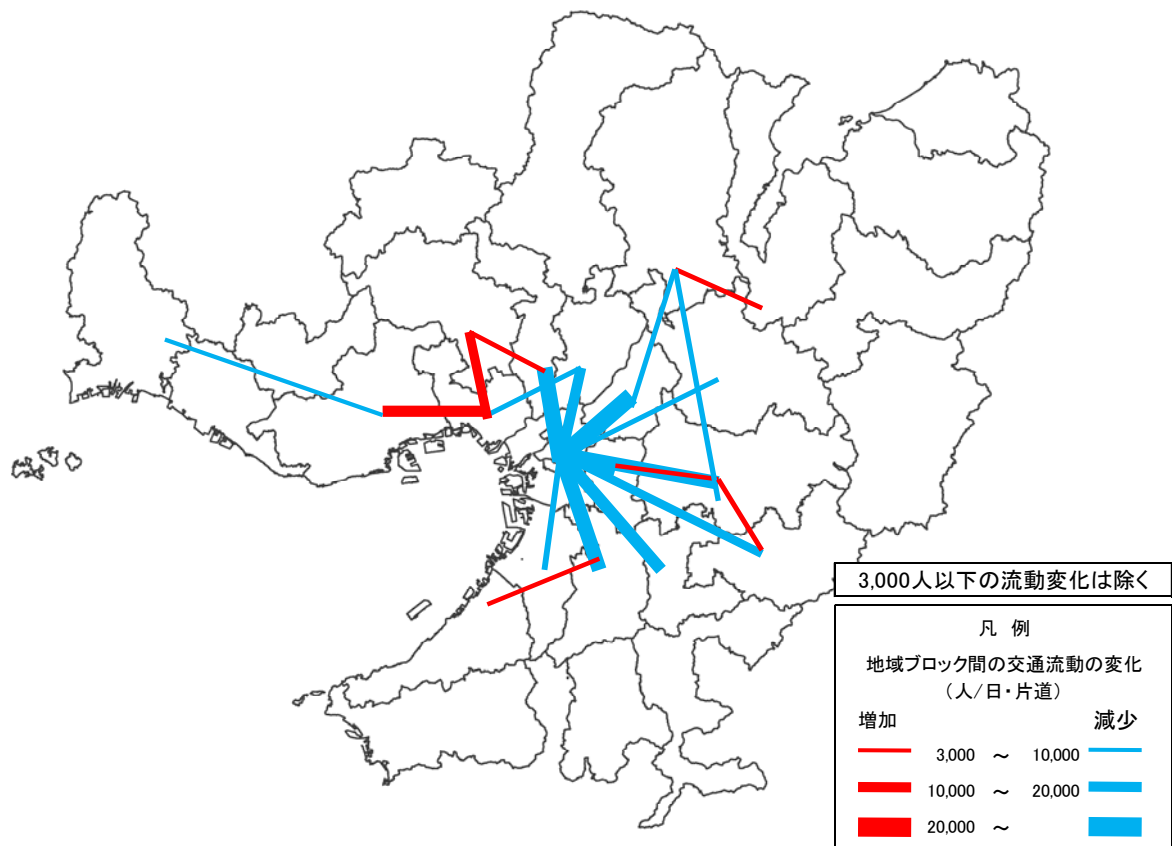 3,000人以下の流動変化は除く
凡 例
地域ブロック間の交通流動の変化
(人/日・片道)
増加 減少
3,000 ～ 10,000
10,000 ～ 20,000
20,000 ～